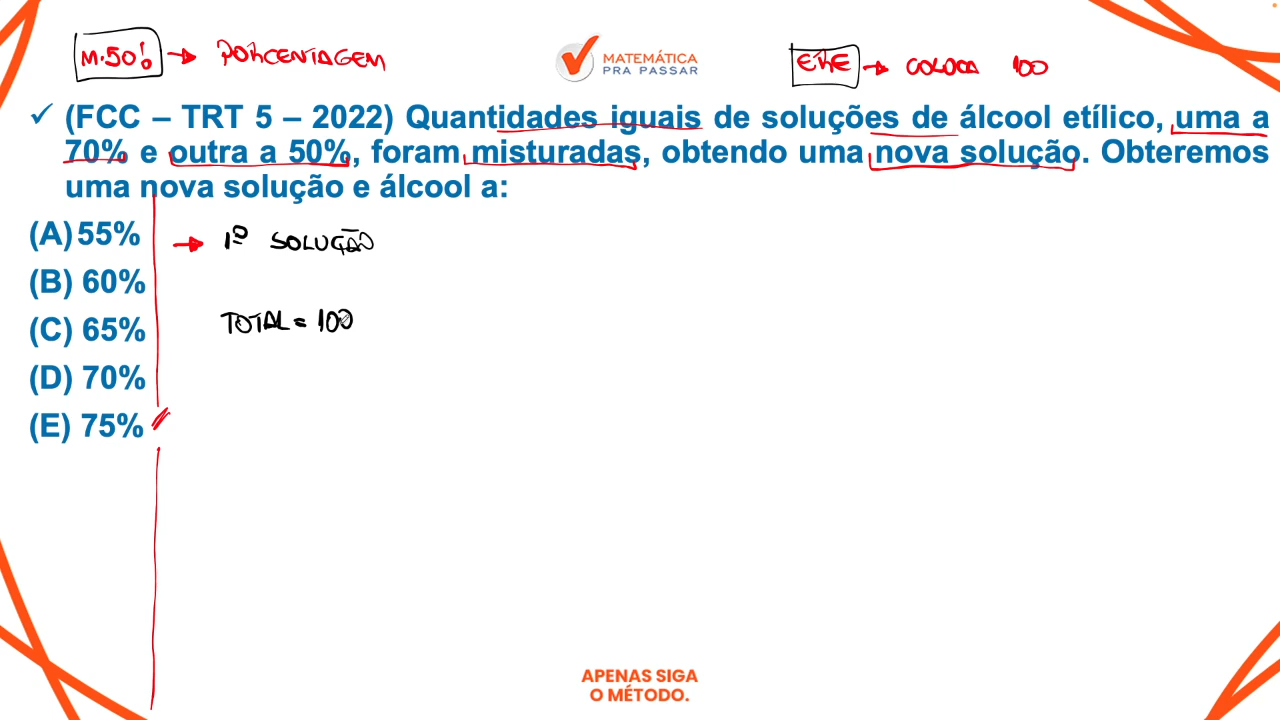 M.50! → PORCENTAGEM
MATEMÁTICA
PRA PASSAR
→ COLOCA 100
✓ (FCC – TRT 5 – 2022) Quantidades iguais de soluções de álcool etílico, uma a
70% e outra a 50%, foram misturadas, obtendo uma nova solução. Obteremos
uma nova solução e álcool a:
(A) 55%
(B) 60%
(C) 65%
(D) 70%
(E) 75%
→ 1º SOLUÇÃO
TOTAL = 100
APENAS SIGA
O MÉTODO.